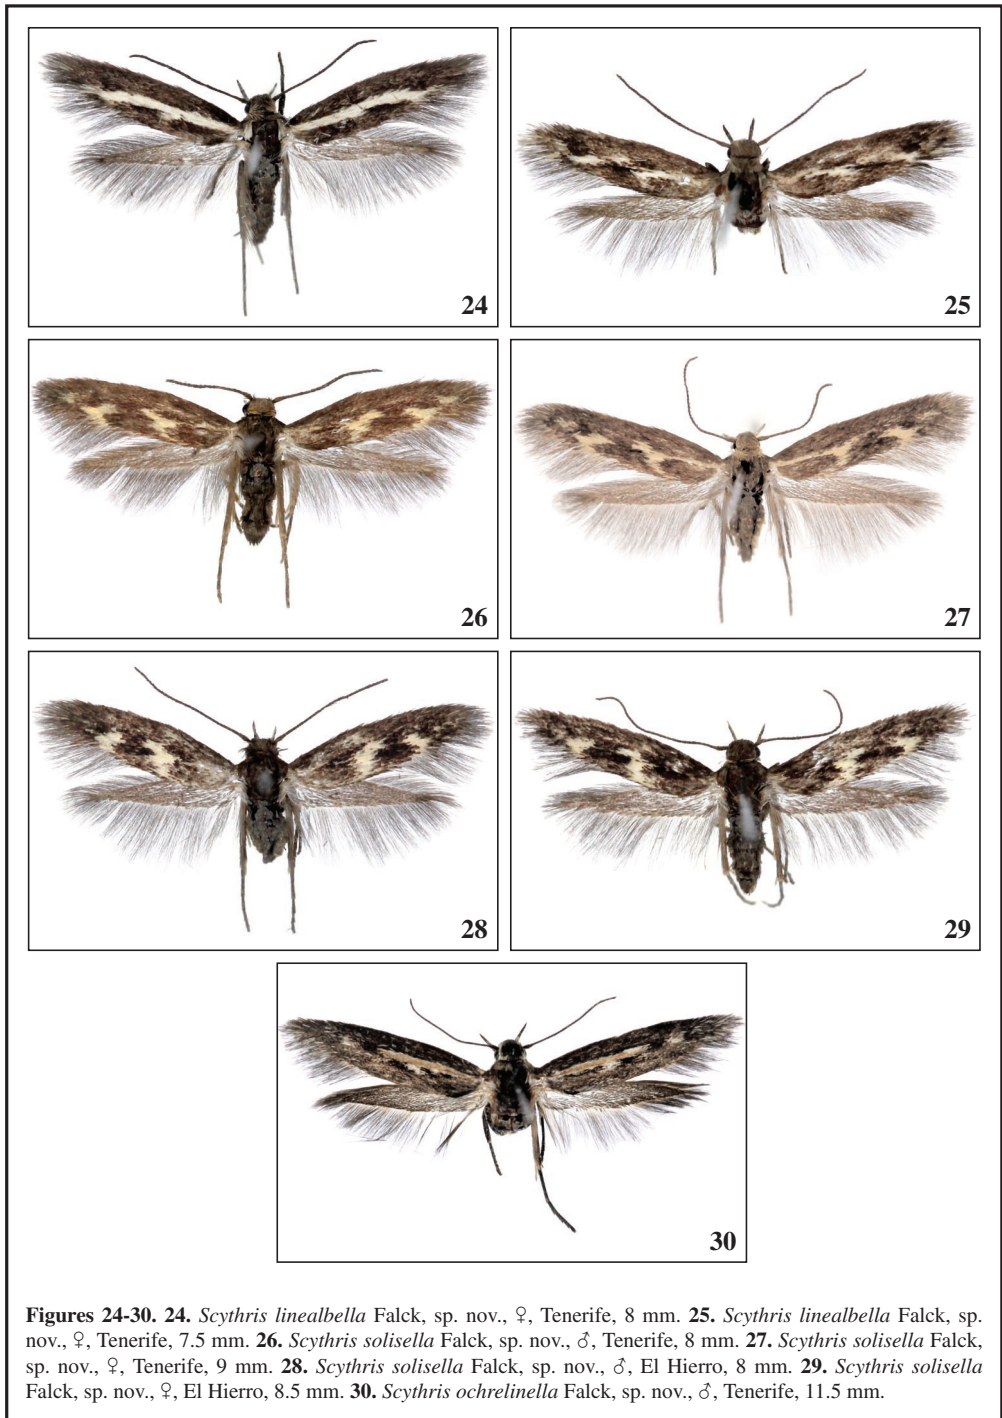 24
25
26
27
28
29
30
Figures 24-30. 24. Scythris linealbella Falck, sp. nov., ♀, Tenerife, 8 mm. 25. Scythris linealbella Falck, sp.
nov., ♀, Tenerife, 7.5 mm. 26. Scythris solisella Falck, sp. nov., ♂, Tenerife, 8 mm. 27. Scythris solisella Falck,
sp. nov., ♀, Tenerife, 9 mm. 28. Scythris solisella Falck, sp. nov., ♂, El Hierro, 8 mm. 29. Scythris solisella
Falck, sp. nov., ♀, El Hierro, 8.5 mm. 30. Scythris ochrelinella Falck, sp. nov., ♂, Tenerife, 11.5 mm.